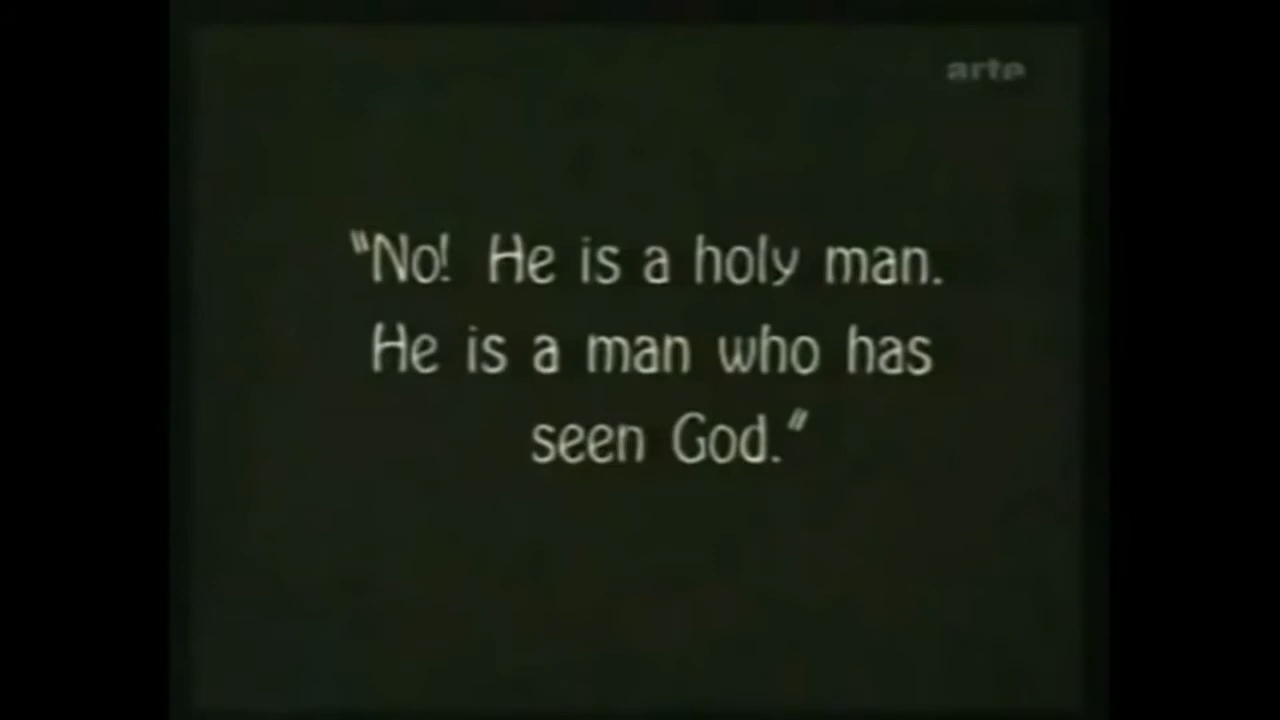 arte
"No! He is a holy man.
He is a man who has
seen God."